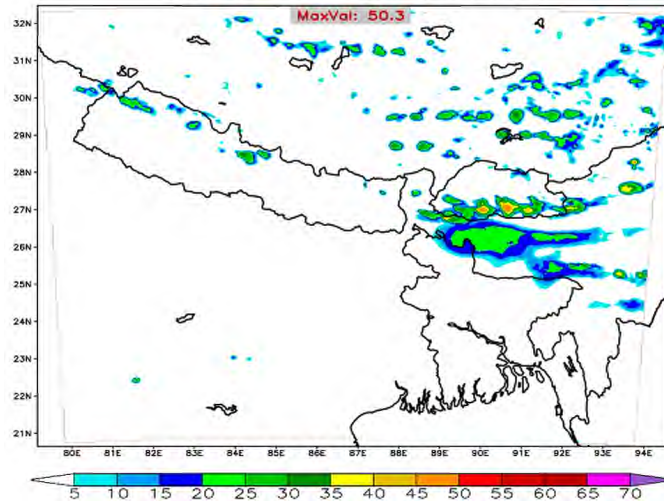 MaxVal: 50.3
32N
31N
30N
29N
28N
27N
26N
25N
24N
23N
22N
21N
80E 81E 82E 83E 84E 85E 86E 87E 88E 89E 90E 91E 92E 93E 94E
5 10 15 20 25 30 35 40 45 50 55 60 65 70